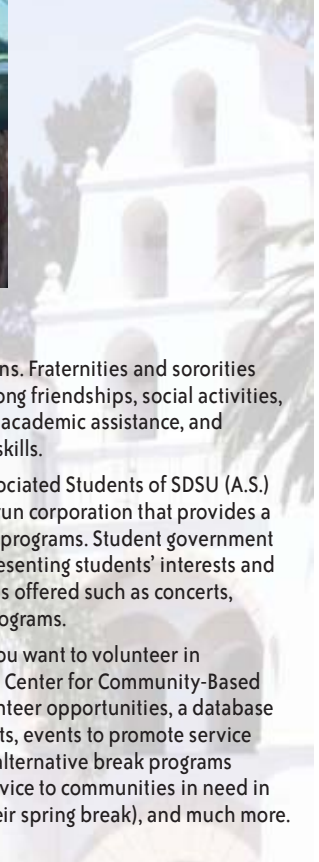 ns. Fraternities and sororities
ong friendships, social activities,
academic assistance, and
skills.
ociated Students of SDSU (A.S.)
run corporation that provides a
programs. Student government
esenting students' interests and
s offered such as concerts,
ograms.
ou want to volunteer in
Center for Community-Based
nteer opportunities, a database
ts, events to promote service
alternative break programs
vice to communities in need in
eir spring break), and much more.